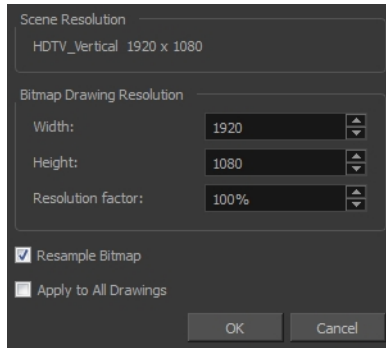 Scene Resolution
HDTV_Vertical 1920 x 1080
Bitmap Drawing Resolution
Width: 1920
Height: 1080
Resolution factor: 100%
Resample Bitmap
Apply to All Drawings
OK Cancel